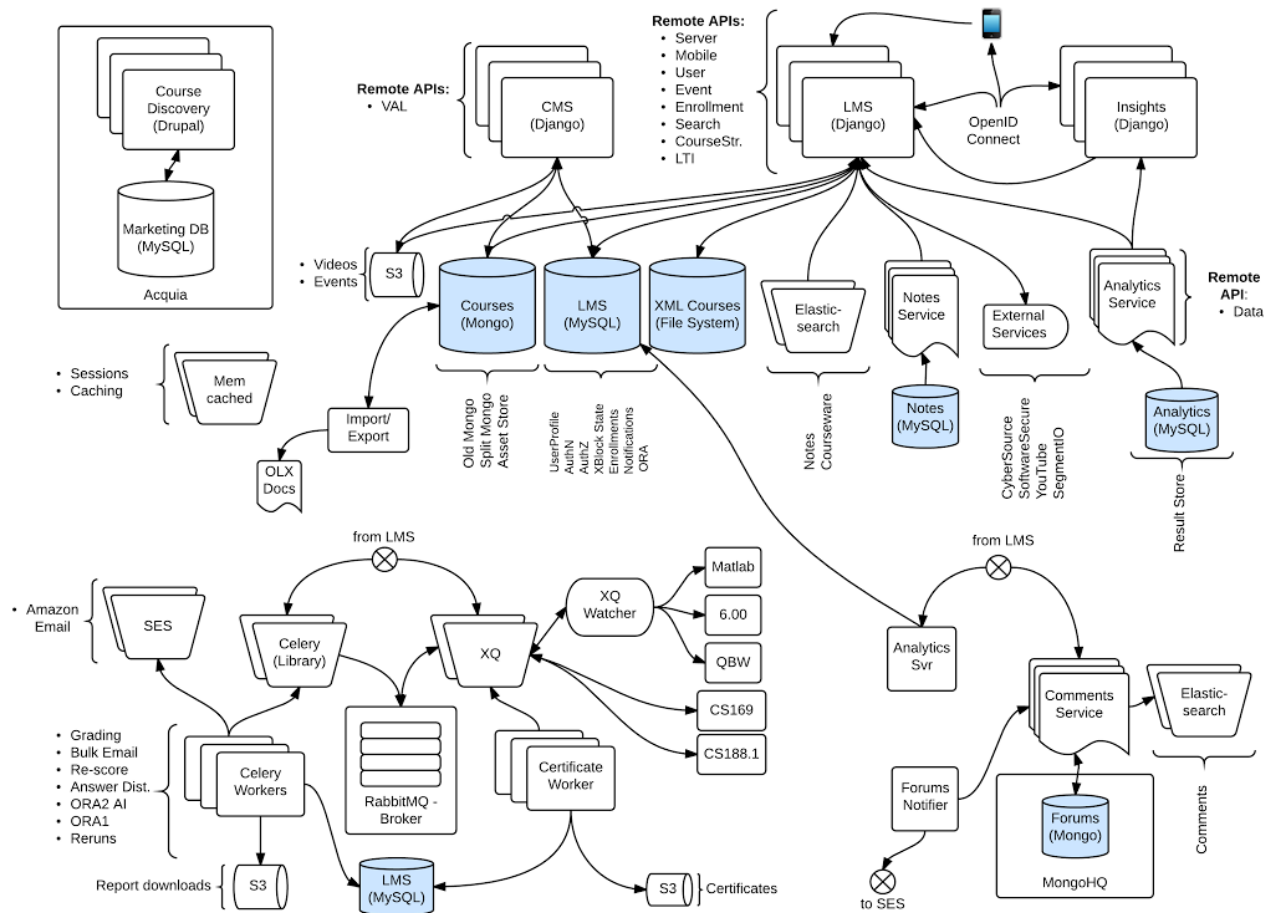 Course
Discovery
(Drupal)
Marketing DB
(MySQL)
Acquia
Remote APIs:
• VAL
CMS
(Django)
Remote APIs:
• Server
• Mobile
• User
• Event
• Enrollment
• Search
• CourseStr.
• LTI
LMS
(Django)
OpenID
Connect
Insights
(Django)
• Videos
• Events
S3
Courses
(Mongo)
LMS
(MySQL)
XML Courses
(File System)
Elastic-
search
Notes
Service
External
Services
Analytics
Service
Remote
API:
• Data
• Sessions
• Caching
Mem
cached
Import/
Export
OLX
Docs
Old Mongo
Split Mongo
Asset Store
UserProfile
AuthN
AuthZ
XBlock State
Enrollments
Notifications
ORA
Notes
Courseware
Notes
(MySQL)
CyberSource
SoftwareSecure
YouTube
SegmentIO
Analytics
(MySQL)
Result Store
from LMS
• Amazon
Email
SES
Celery
(Library)
XQ
XQ
Watcher
Matlab
6.00
QBW
CS169
CS188.1
• Grading
• Bulk Email
• Re-score
• Answer Dist.
• ORA2 AI
• ORA1
• Reruns
Celery
Workers
RabbitMQ -
Broker
Certificate
Worker
Report downloads
S3
LMS
(MySQL)
S3
Certificates
from LMS
Analytics
Svr
Comments
Service
Elastic-
search
Comments
Forums
Notifier
Forums
(Mongo)
MongoHQ
to SES